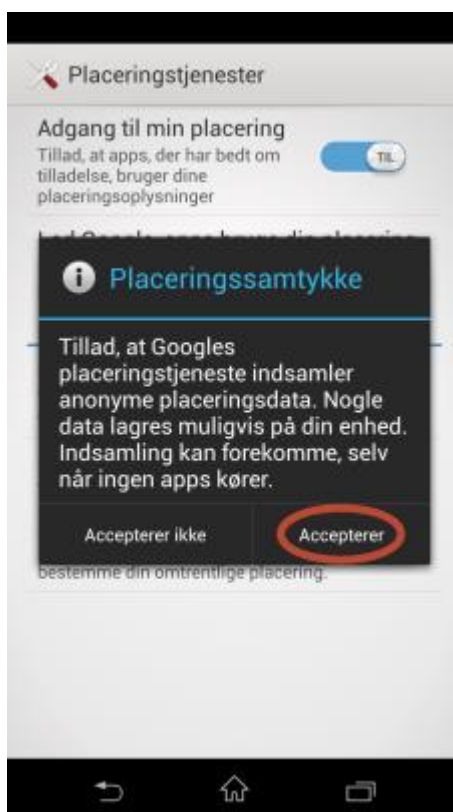 Placeringstjenester
Adgang til min placering
Tillad, at apps, der har bedt om
tilladelse, bruger dine
placeringsoplysninger
TIL
Placeringssamtykke
Tillad, at Googles
placeringstjeneste indsamler
anonyme placeringsdata. Nogle
data lagres muligvis på din enhed.
Indsamling kan forekomme, selv
når ingen apps kører.
Accepterer ikke
Accepterer
bestemme din omtrentlige placering.